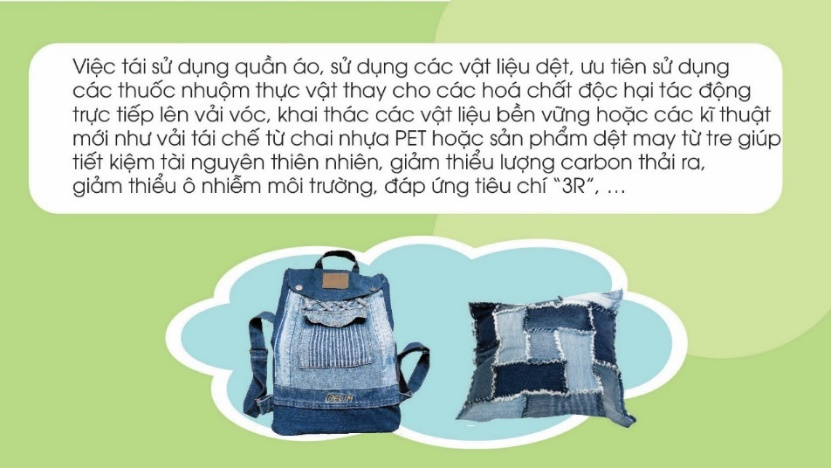 Việc tái sử dụng quần áo, sử dụng các vật liệu dệt, ưu tiên sử dụng
các thuốc nhuộm thực vật thay cho các hoá chất độc hại tác động
trực tiếp lên vải vóc, khai thác các vật liệu bền vững hoặc các kĩ thuật
mới như vải tái chế từ chai nhựa PET hoặc sản phẩm dệt may từ tre giúp
tiết kiệm tài nguyên thiên nhiên, giảm thiểu lượng carbon thải ra,
giảm thiểu ô nhiễm môi trường, đáp ứng tiêu chí “3R”, ...